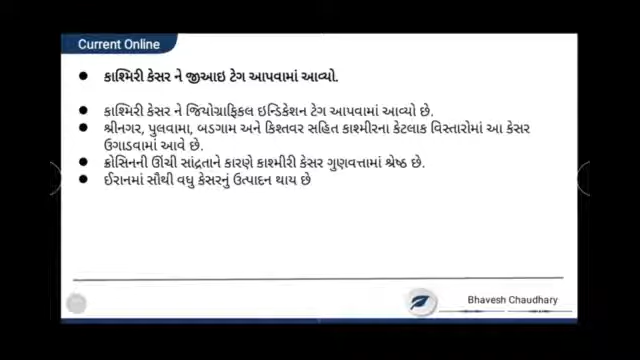 Current Online
કાશ્મિરી કેસર ને જીઆઇ ટેગ આપવામાં આવ્યો.
કાશ્મિરી કેસર ને જિયોગ્રાફિકલ ઇન્ડિકેશન ટેગ આપવામાં આવ્યો છે.
શ્રીનગર, પુલવામા, બડગામ અને કિશ્તવર સહિત કાશ્મીરના કેટલાક વિસ્તારોમાં આ કેસર
ઉગાડવામાં આવે છે.
ક્રોસિનની ઊંચી સાંદ્રતાને કારણે કાશ્મીરી કેસર ગુણવત્તામાં શ્રેષ્ઠ છે.
ઈરાનમાં સૌથી વધુ કેસરનું ઉત્પાદન થાય છે
Bhavesh Chaudhary